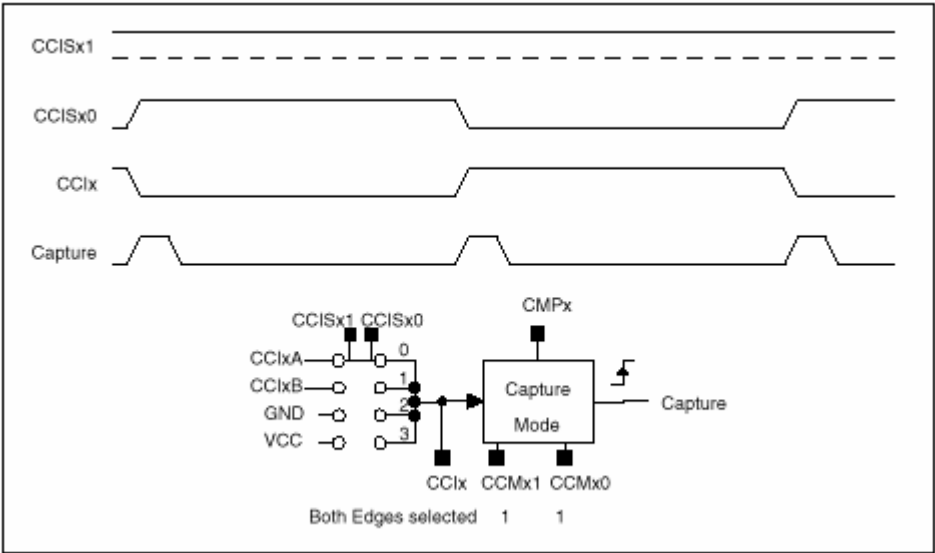 CCISx1
CCISx0
CCIx
Capture
CMPx
CCISx1 CCISx0
CCIxA 0
CCIxB 1
GND 2
VCC 3
Capture
Mode
Capture
CCIx CCMx1 CCMx0
Both Edges selected 1 1